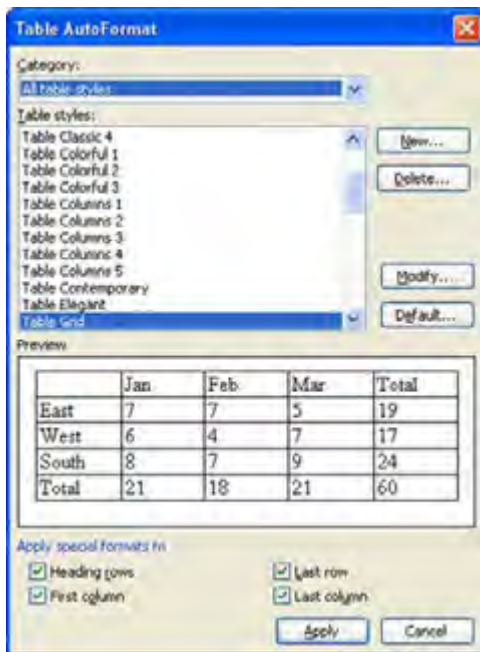 Table AutoFormat
Category:
All table styles
Table styles:
Table Classic 4
Table Colorful 1
Table Colorful 2
Table Colorful 3
Table Columns 1
Table Columns 2
Table Columns 3
Table Columns 4
Table Columns 5
Table Contemporary
Table Elegant
Table Grid
New...
Delete...
Modify...
Default...
Preview
Jan Feb Mar Total
East 7 7 5 19
West 6 4 7 17
South 8 7 9 24
Total 21 18 21 60
Apply special formats to
Heading rows Last row
First column Last column
Apply Cancel